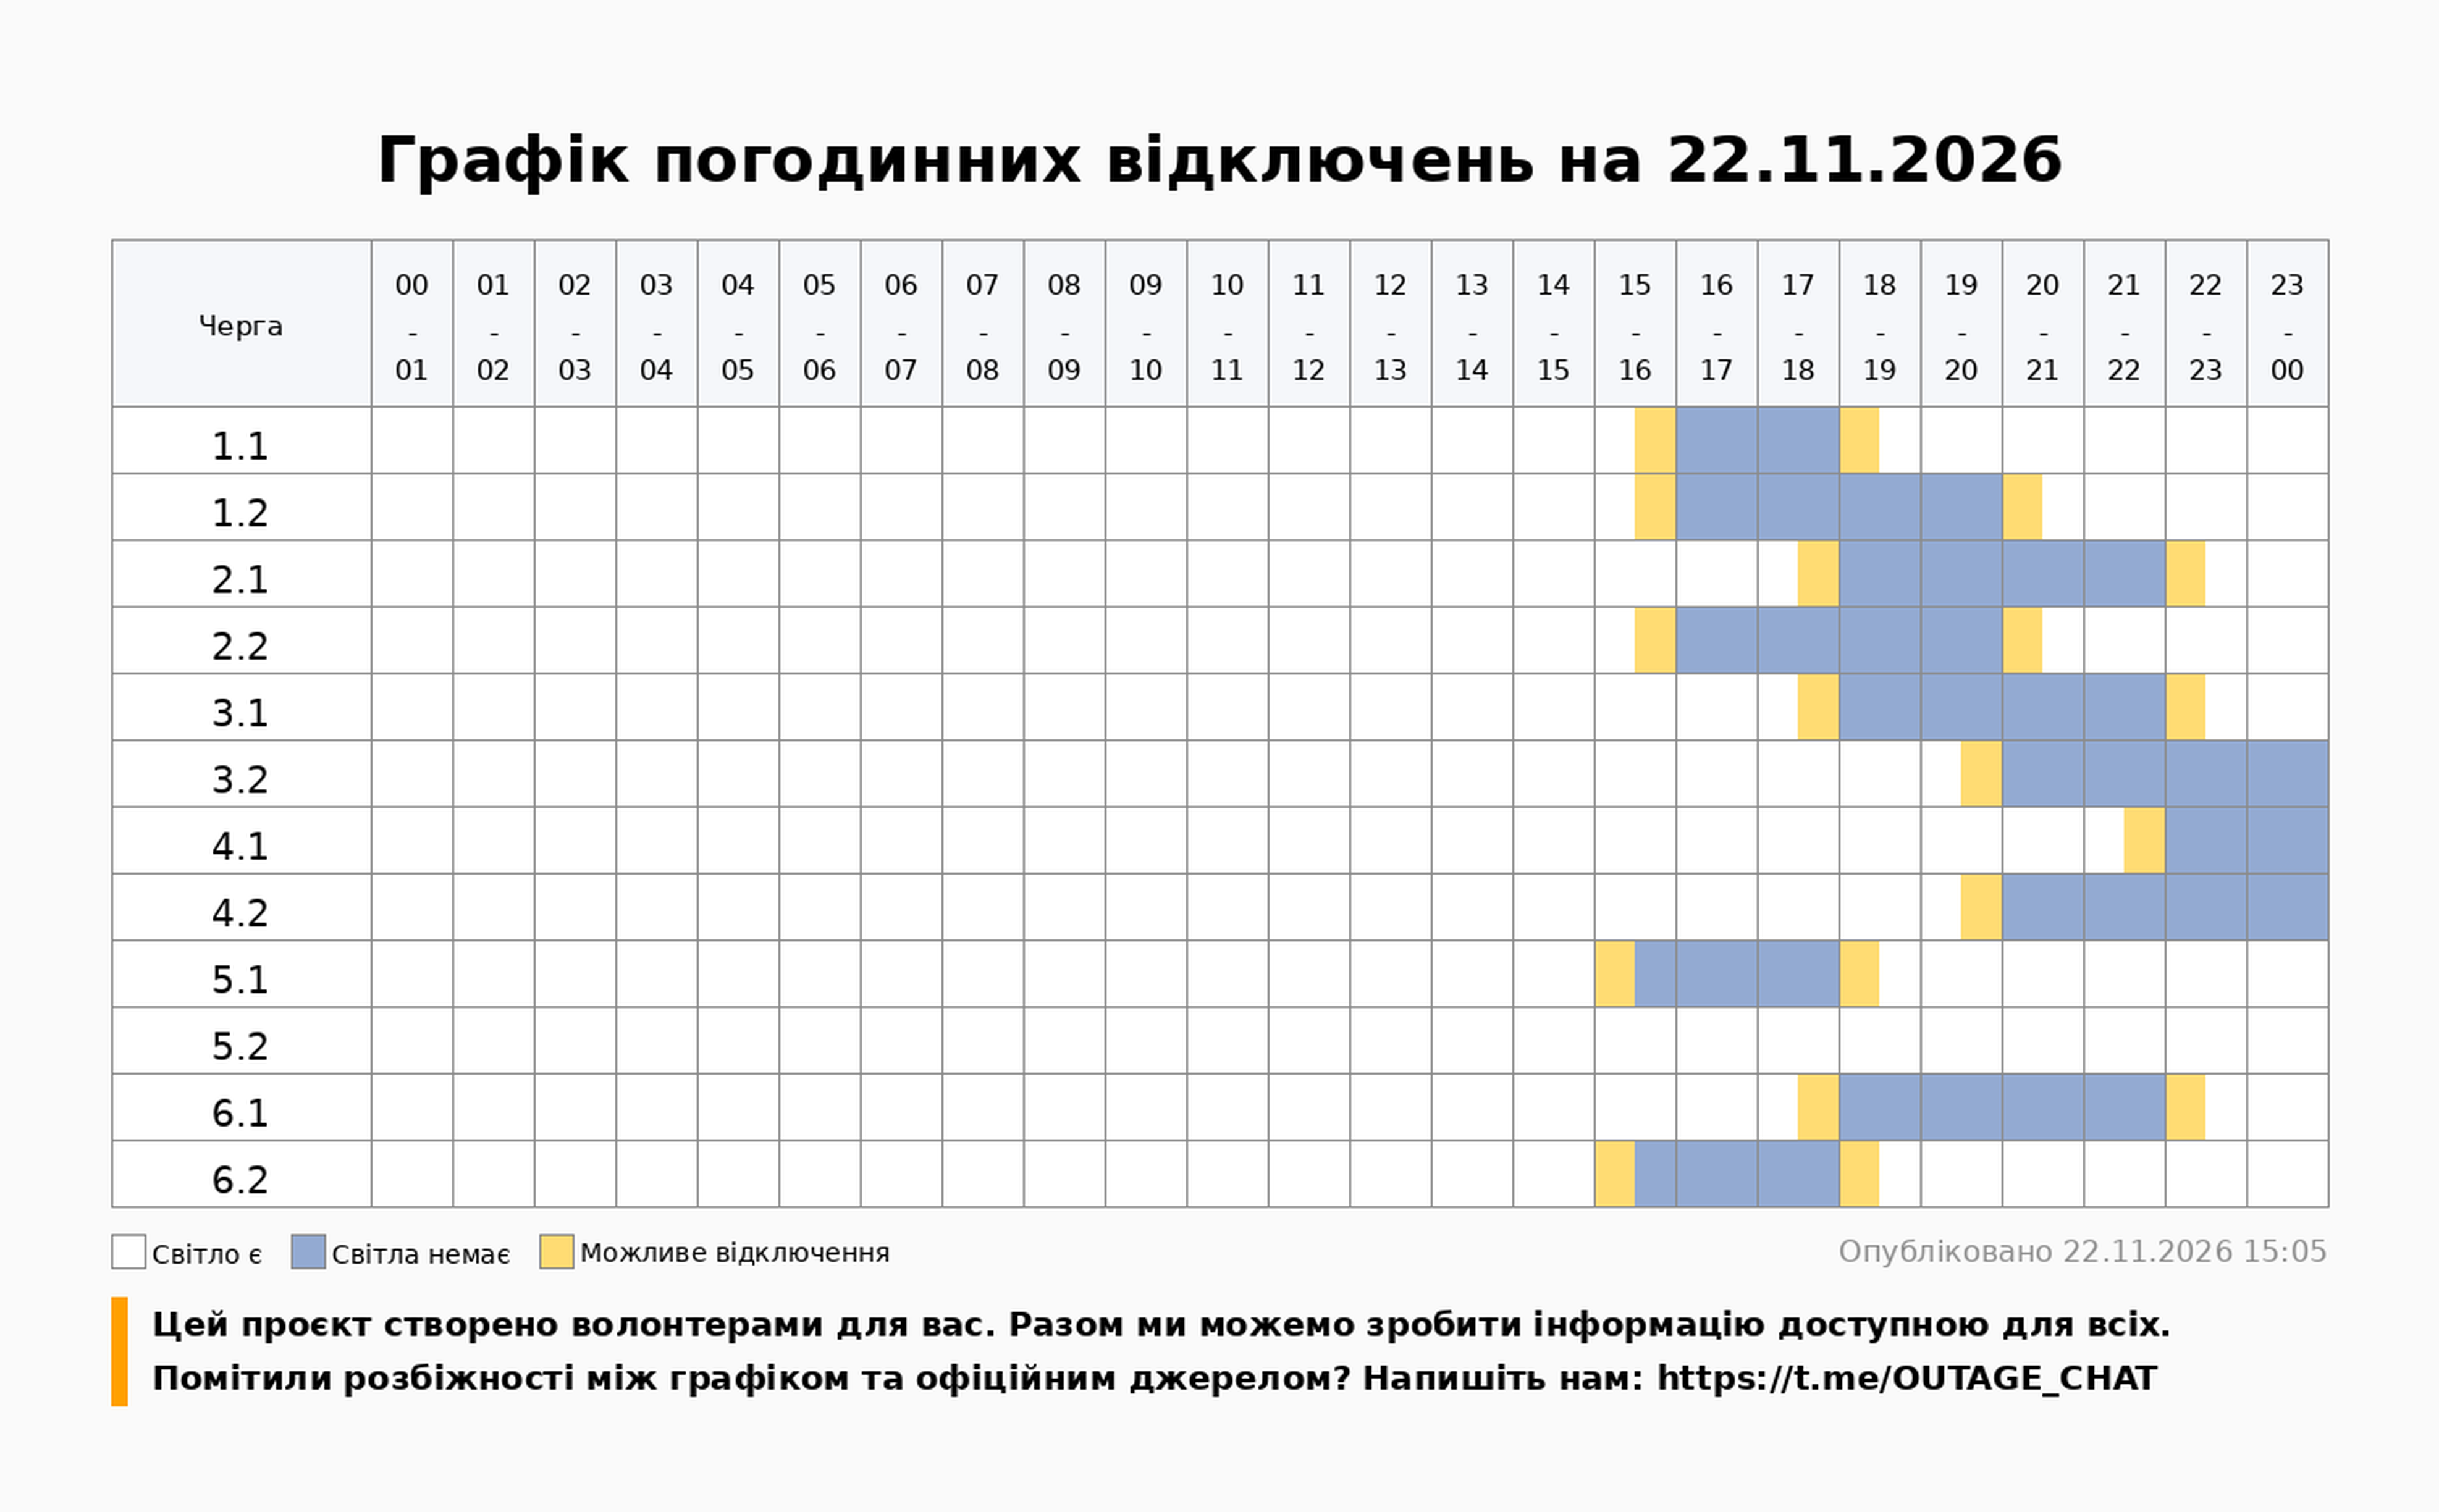 Графік погодинних відключень на 22.11.2026
Черга 00 - 01 01 - 02 02 - 03 03 - 04 04 - 05 05 - 06 06 - 07 07 - 08 08 - 09 09 - 10 10 - 11 11 - 12 12 - 13 13 - 14 14 - 15 15 - 16 16 - 17 17 - 18 18 - 19 19 - 20 20 - 21 21 - 22 22 - 23 23 - 00
1.1
1.2
2.1
2.2
3.1
3.2
4.1
4.2
5.1
5.2
6.1
6.2
Світло є Світла немає Можливе відключення Опубліковано 22.11.2026 15:05
Цей проєкт створено волонтерами для вас. Разом ми можемо зробити інформацію доступною для всіх.
Помітили розбіжності між графіком та офіційним джерелом? Напишіть нам: https://t.me/OUTAGE_CHAT